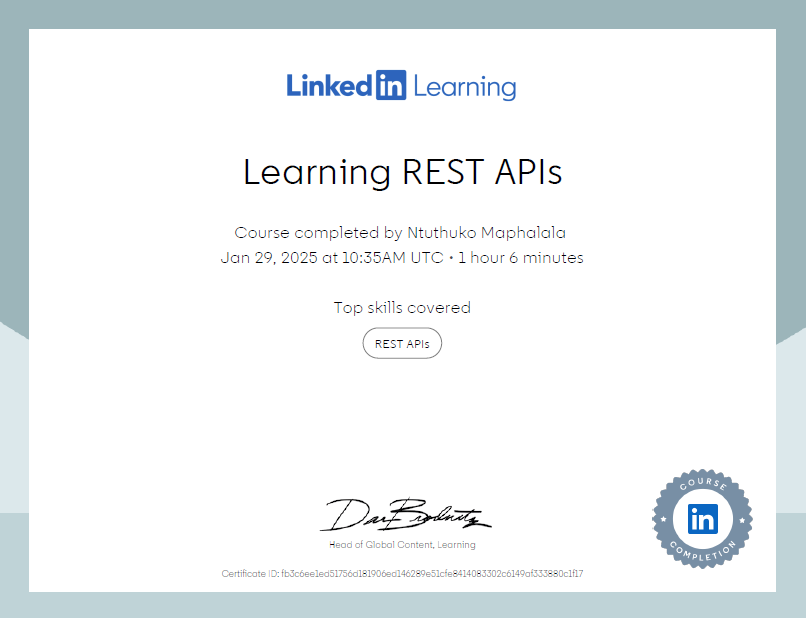 Linked in Learning
Learning REST APIs
Course completed by Ntuthuko Maphalala
Jan 29, 2025 at 10:35AM UTC • 1 hour 6 minutes
Top skills covered
REST APIs
Head of Global Content, Learning
COURSE
in
COMPLETION
Certificate ID: fb3c6ee1ed51756d181906ed146289e51cfe8414083302c6149af333880c1f17